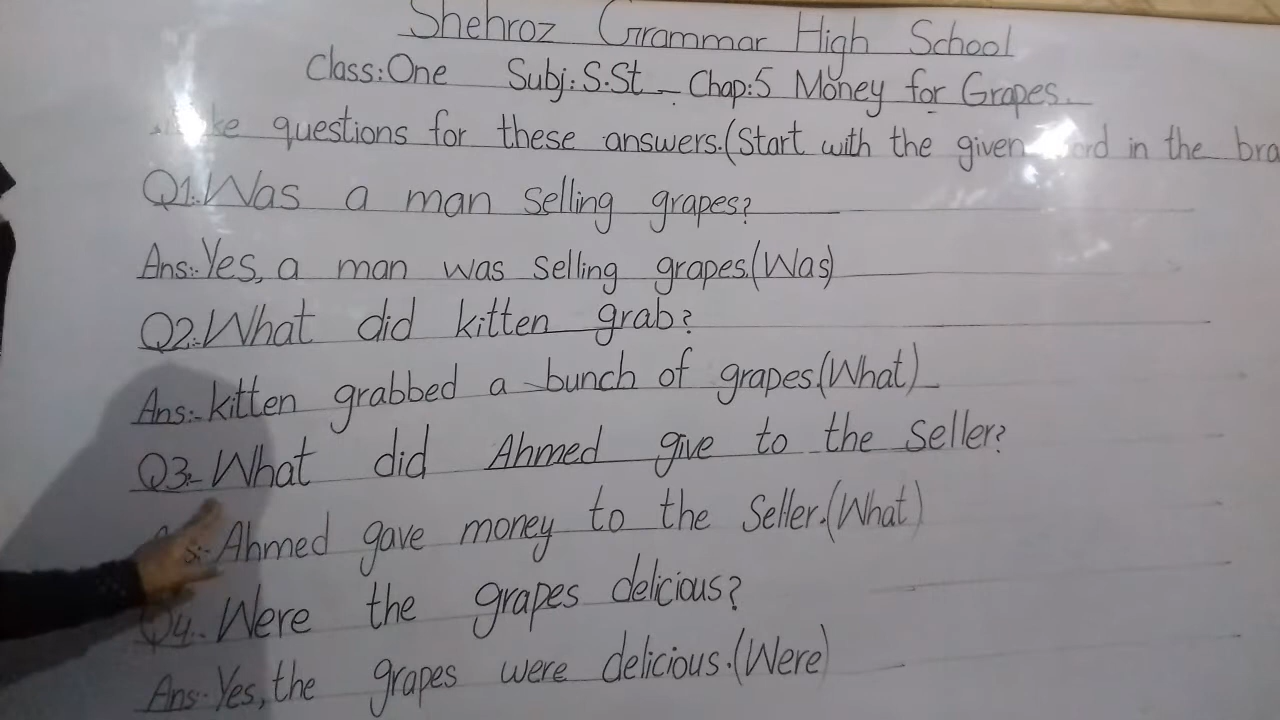 Shehroz Grammar High School
Class:One Subj:S.St - Chap:5 Money for Grapes.
questions for these answers.(Start with the given in the
Q1:Was a man selling grapes?
Ans:-Yes, a man was selling grapes.(Was)
Q2:-What did kitten grab?
Ans:-kitten grabbed a bunch of grapes.(What)
Q3:-What did Ahmed give to the seller?
Ahmed gave money to the seller.(What)
Q4:-Were the grapes delicious?
Ans:-Yes, the grapes were delicious.(Were)